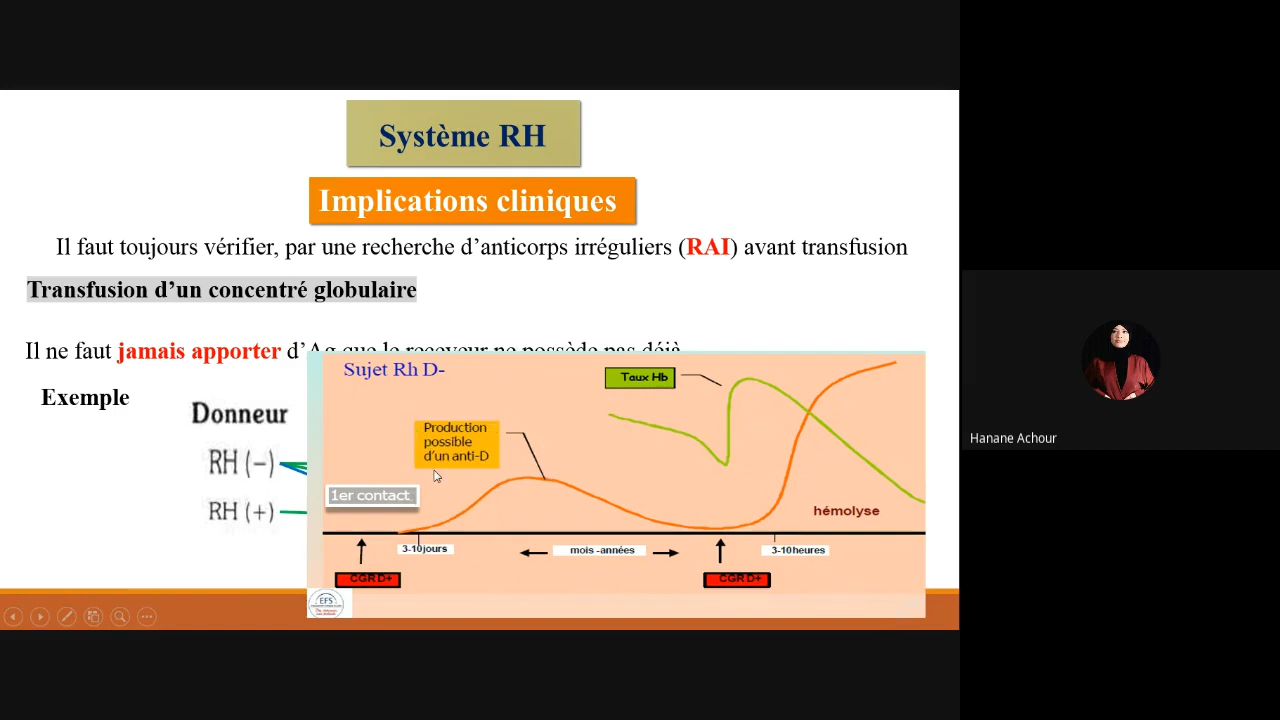 Système RH
Implications cliniques
Il faut toujours vérifier, par une recherche d’anticorps irréguliers (RAI) avant transfusion
Transfusion d’un concentré globulaire
Il ne faut jamais apporter d’Ag que le receveur ne possède pas déjà
Exemple
Donneur
RH (−)
RH (+)
Sujet Rh D-
Taux Hb
Production
possible
d’un anti-D
1er contact
hémolyse
3-10jours
mois -années
3-10heures
CGR D+
CGR D+
EFS
Hanane Achour